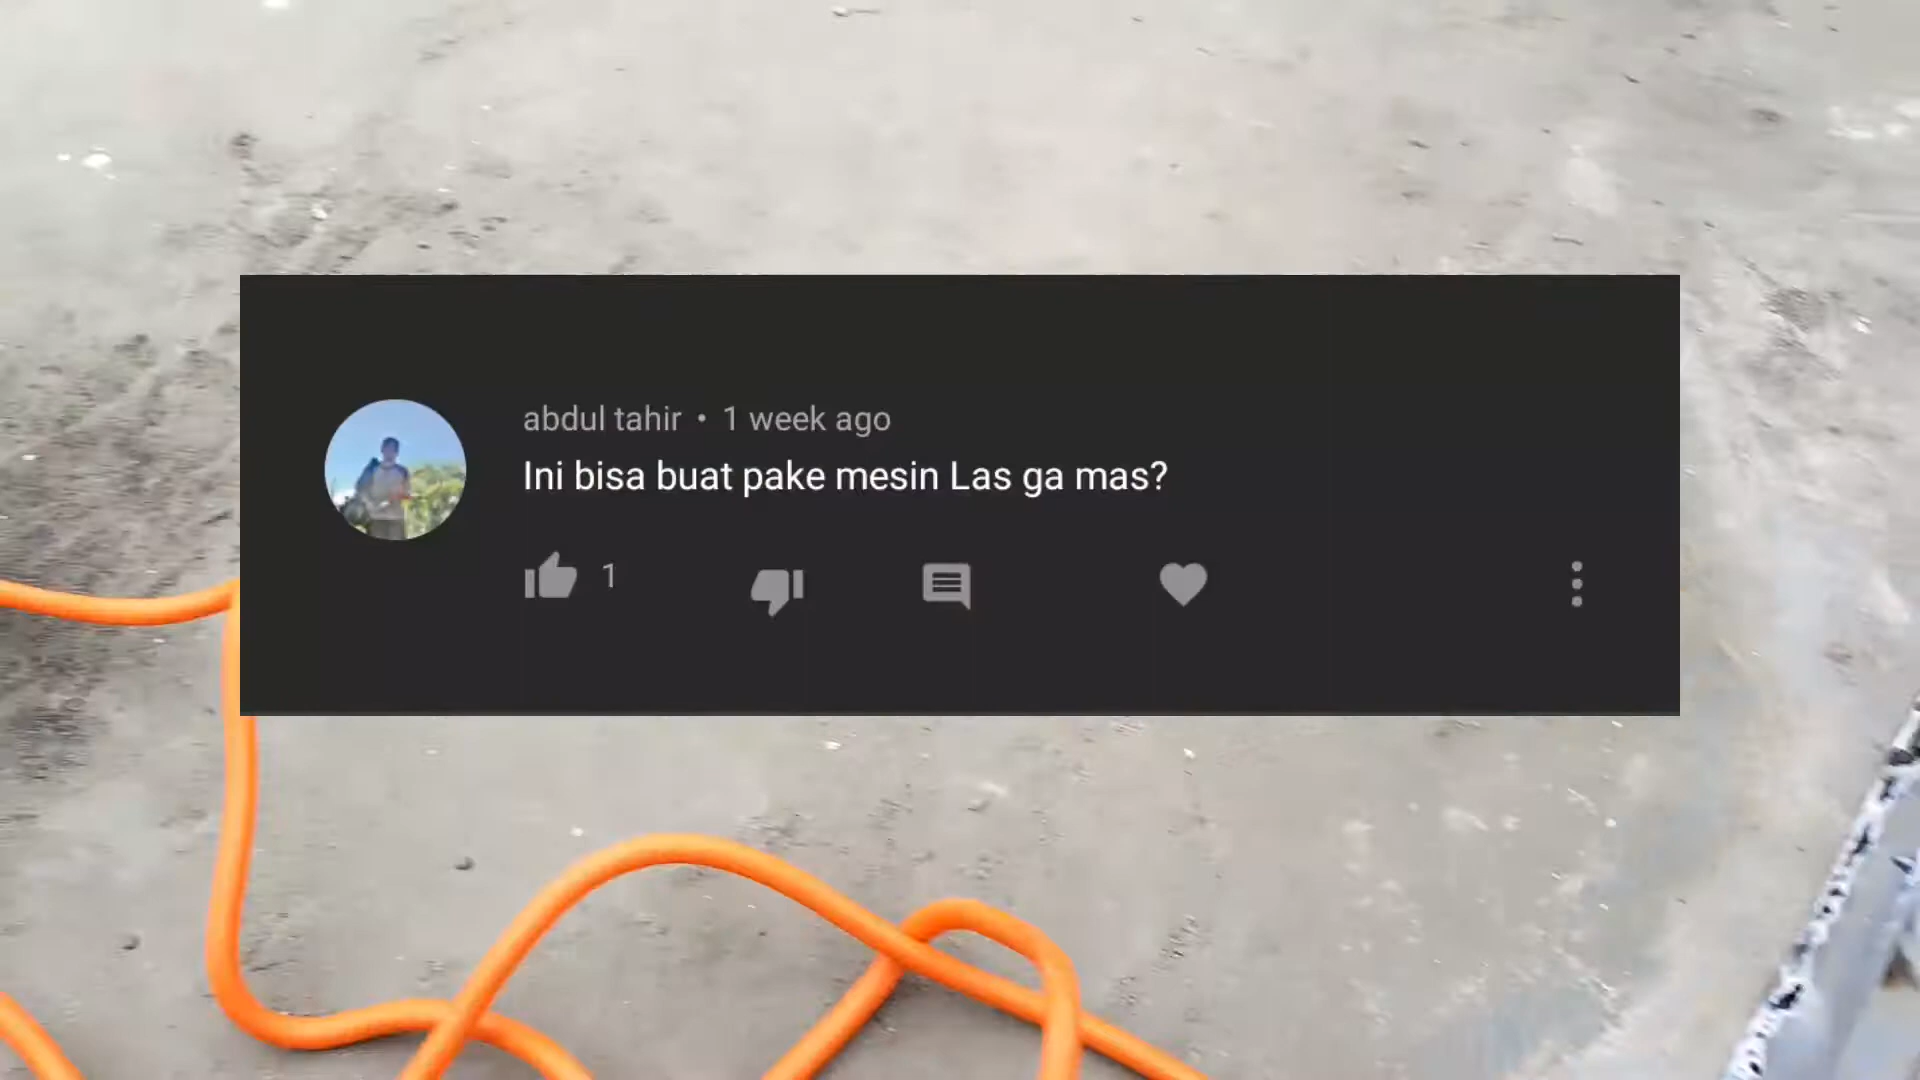 abdul tahir • 1 week ago
Ini bisa buat pake mesin Las ga mas?
1